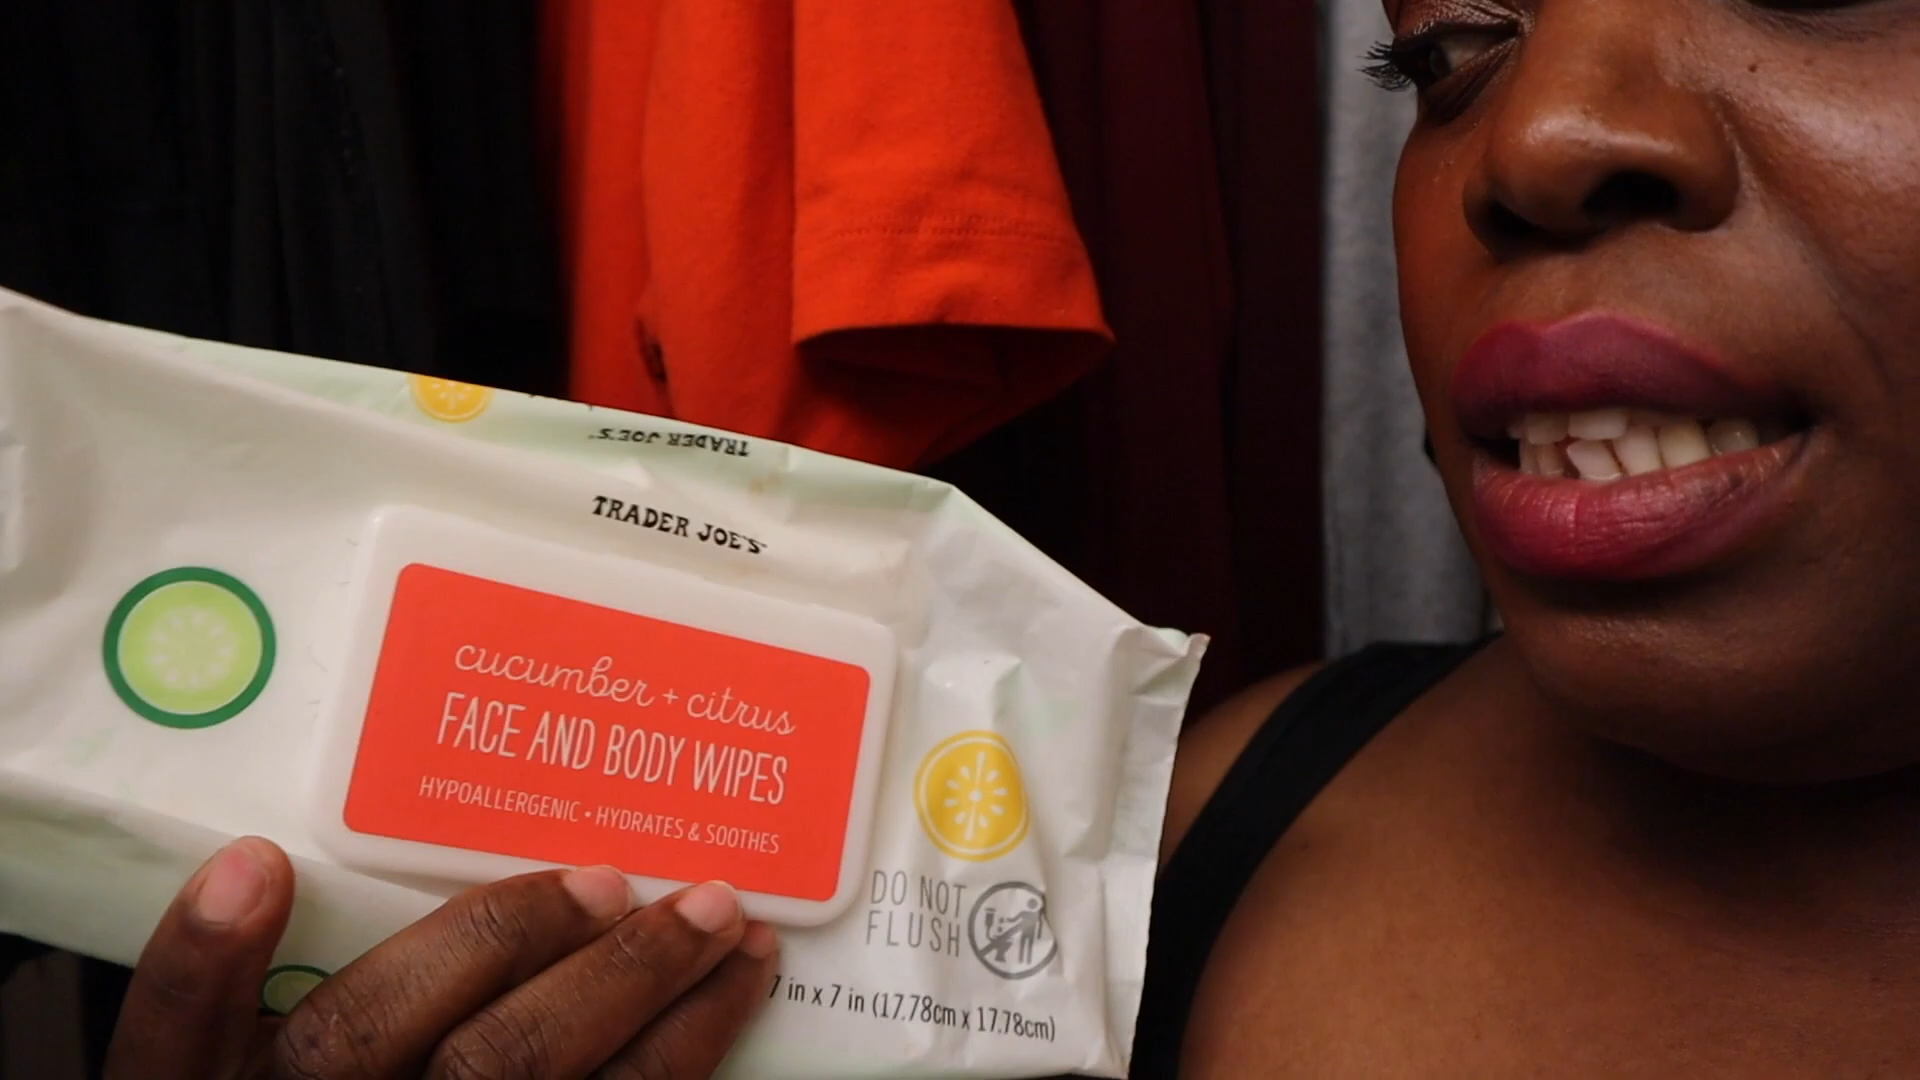 TRADER JOE'S
TRADER JOE'S
cucumber + citrus
FACE AND BODY WIPES
HYPOALLERGENIC • HYDRATES & SOOTHES
DO NOT
FLUSH
7 in x 7 in (17.78cm x 17.78cm)